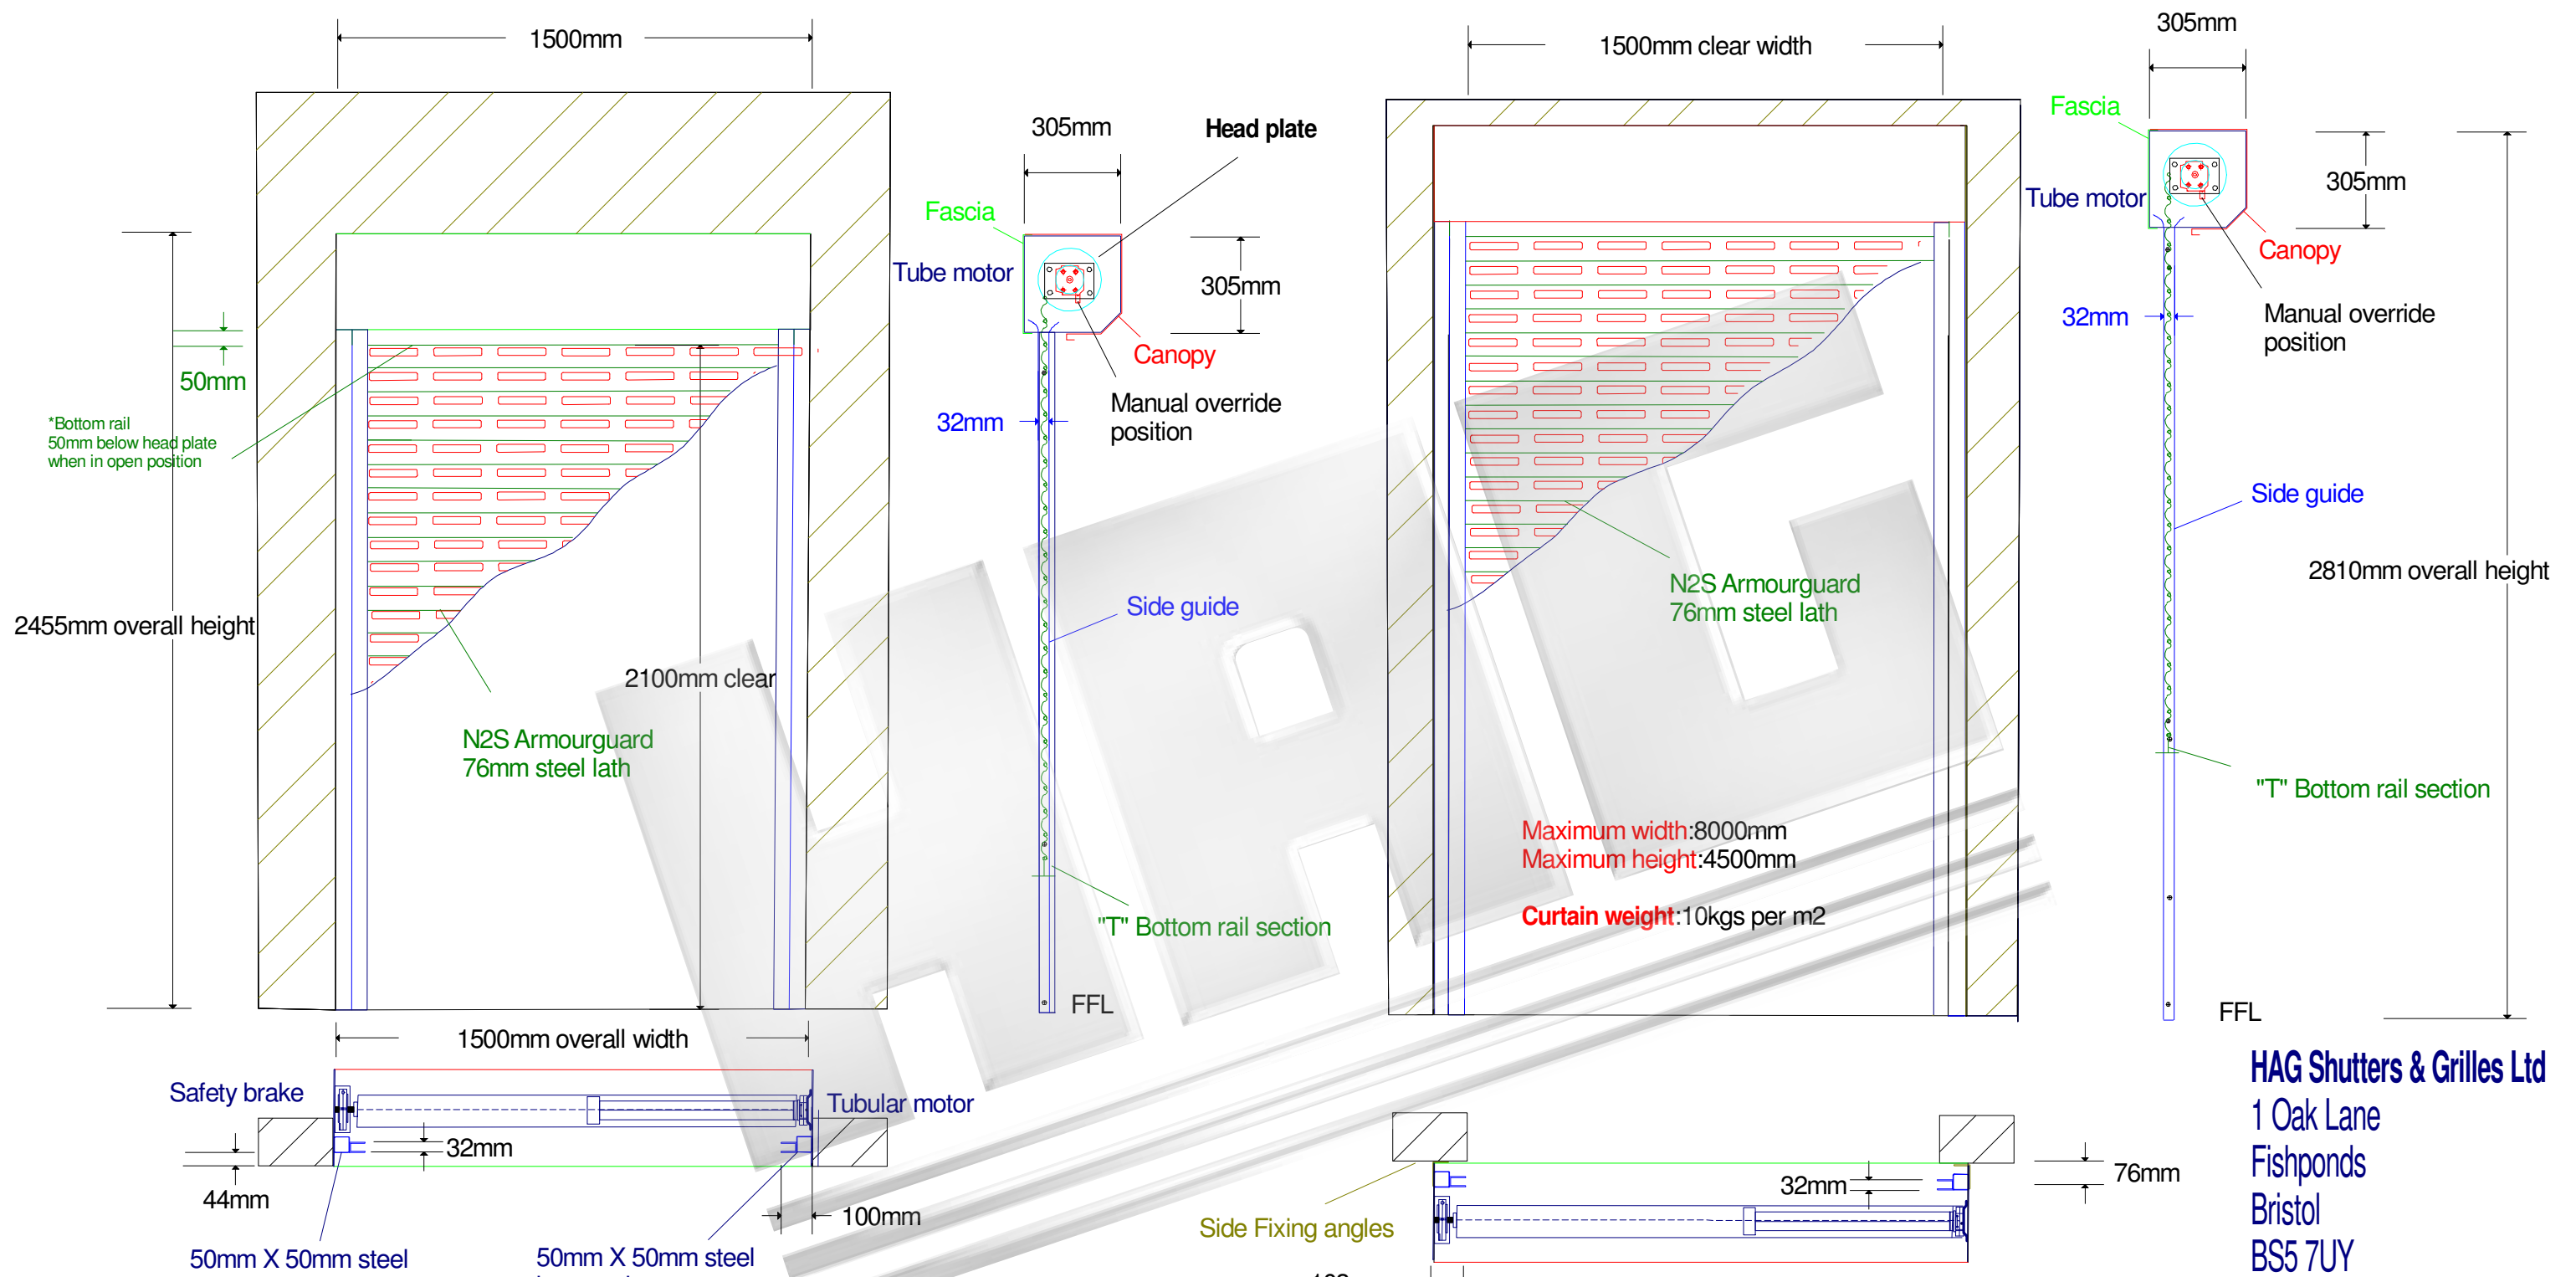 1500mm
1500mm clear width
305mm
305mm
Head plate
Fascia
Fascia
305mm
Tube motor
Tube motor
Canopy
305mm
Manual override
position
32mm
Canopy
50mm
*Bottom rail
50mm below head plate
when in open position
Manual override
position
32mm
Side guide
2810mm overall height
N2S Armourguard
76mm steel lath
Side guide
2455mm overall height
2100mm clear
N2S Armourguard
76mm steel lath
"T" Bottom rail section
Maximum width:8000mm
Maximum height:4500mm
Curtain weight:10kgs per m2
"T" Bottom rail section
FFL
FFL
1500mm overall width
Safety brake
Tubular motor
32mm
44mm
100mm
50mm X 50mm steel
50mm X 50mm steel
Side Fixing angles
32mm
76mm
HAG Shutters & Grilles Ltd
1 Oak Lane
Fishponds
Bristol
BS5 7UY
HAG